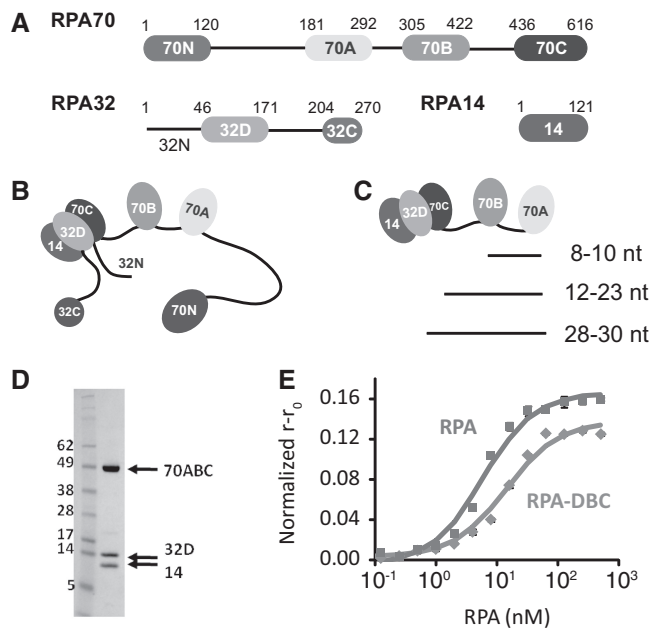 A
RPA70
1 120 181 292 305 422 436 616
70N 70A 70B 70C
RPA32
1 46 171 204 270
32N 32D 32C
RPA14
1 121
14
B
70C 70B 70A
32D
14
32N
32C
70N
C
14 32D 70C 70B 70A
8-10 nt
12-23 nt
28-30 nt
D
62
49
38
28
17
14
5
70ABC
32D
14
E
Normalized r-r0
0.16
0.12
0.08
0.04
0.00
RPA
RPA-DBC
10-1 100 101 102 103
RPA (nM)